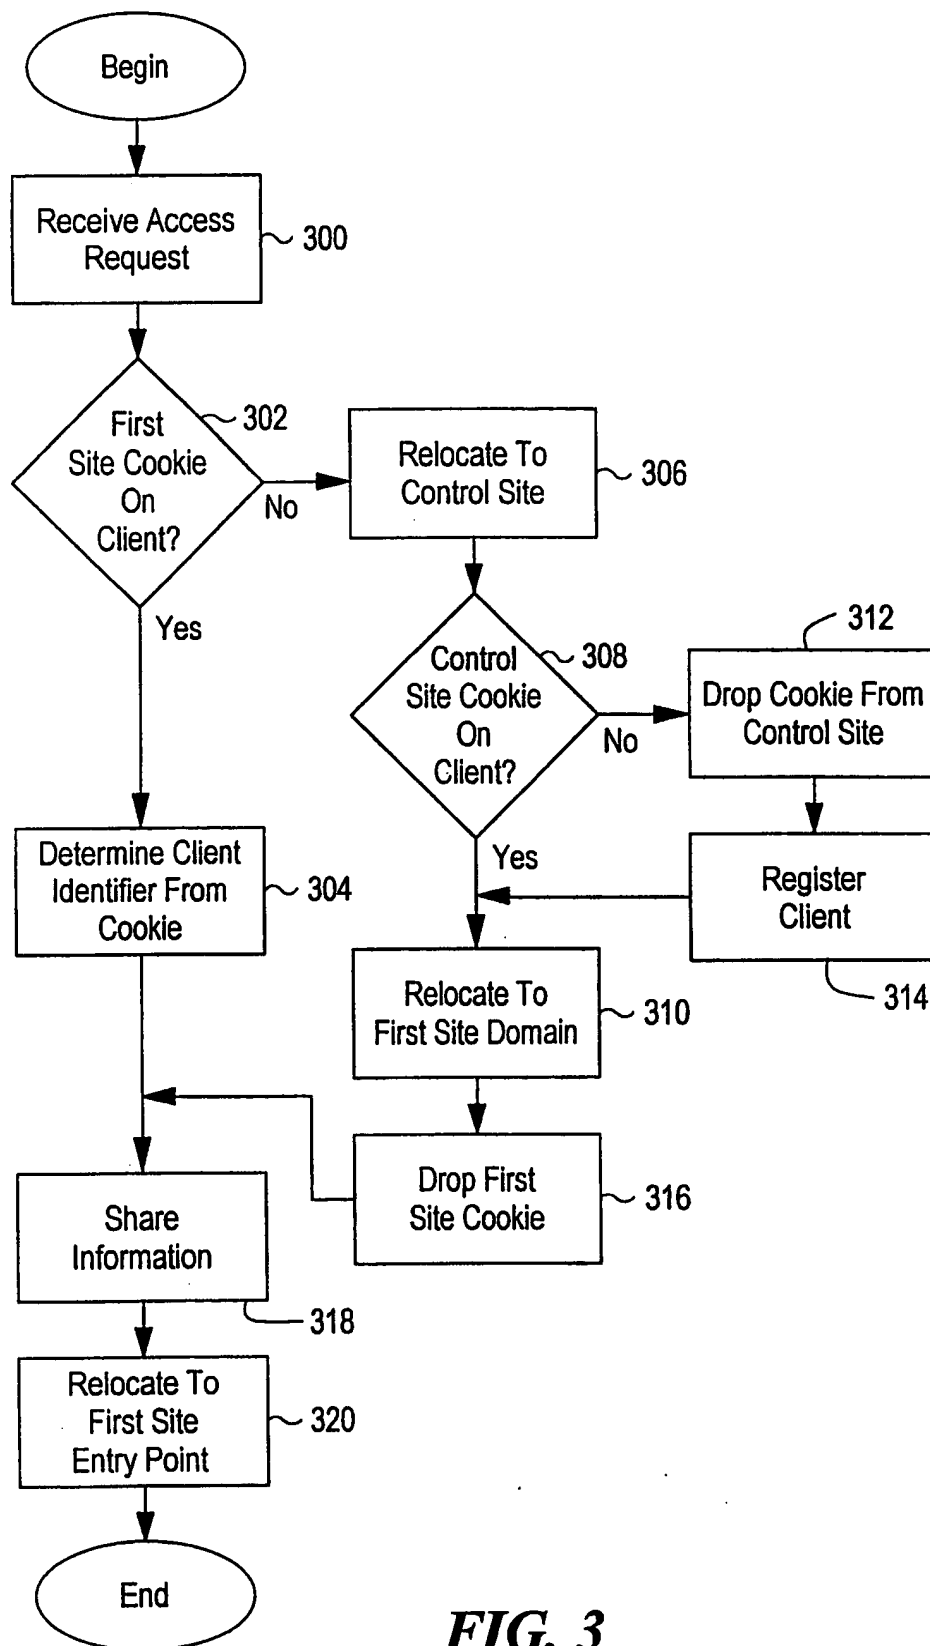 Begin
Receive Access
Request
300
First
Site Cookie
On
Client?
302
No
Yes
Relocate To
Control Site
306
Control
Site Cookie
On
Client?
308
No
Yes
312
Drop Cookie From
Control Site
Register
Client
314
Determine Client
Identifier From
Cookie
304
Relocate To
First Site Domain
310
Drop First
Site Cookie
316
Share
Information
318
Relocate To
First Site
Entry Point
320
End
FIG. 3